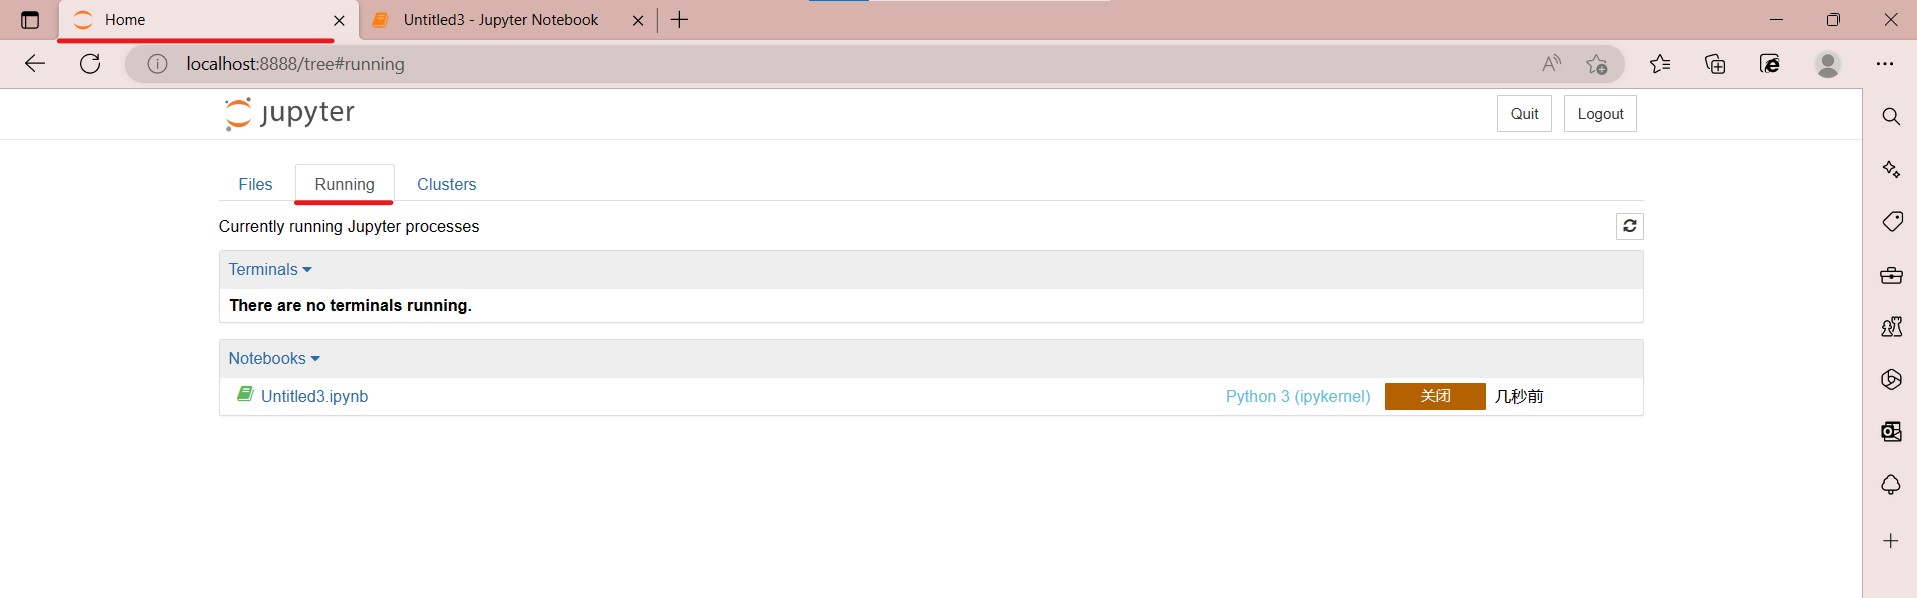 Home
Untitled3 - Jupyter Notebook
localhost:8888/tree#running
jupyter
Quit
Logout
Files
Running
Clusters
Currently running Jupyter processes
Terminals
There are no terminals running.
Notebooks
Untitled3.ipynb
Python 3 (ipykernel)
关闭
几秒前